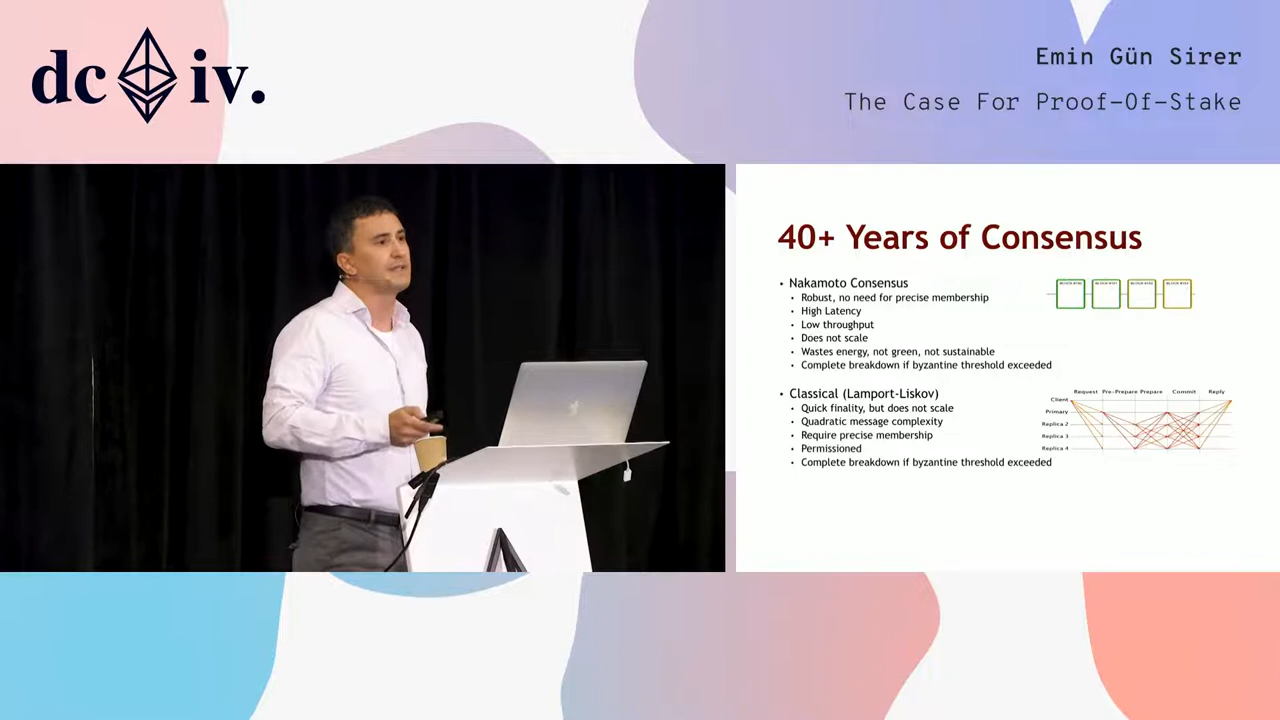 dc iv.
Emin Gün Sirer
The Case For Proof-Of-Stake
40+ Years of Consensus
• Nakamoto Consensus
• Robust, no need for precise membership
• High Latency
• Low throughput
• Does not scale
• Wastes energy, not green, not sustainable
• Complete breakdown if byzantine threshold exceeded
• Classical (Lamport-Liskov)
• Quick finality, but does not scale
• Quadratic message complexity
• Require precise membership
• Permissioned
• Complete breakdown if byzantine threshold exceeded
Request Pre-Prepare Prepare Commit Reply
Client
Primary
Replica 2
Replica 3
Replica 4